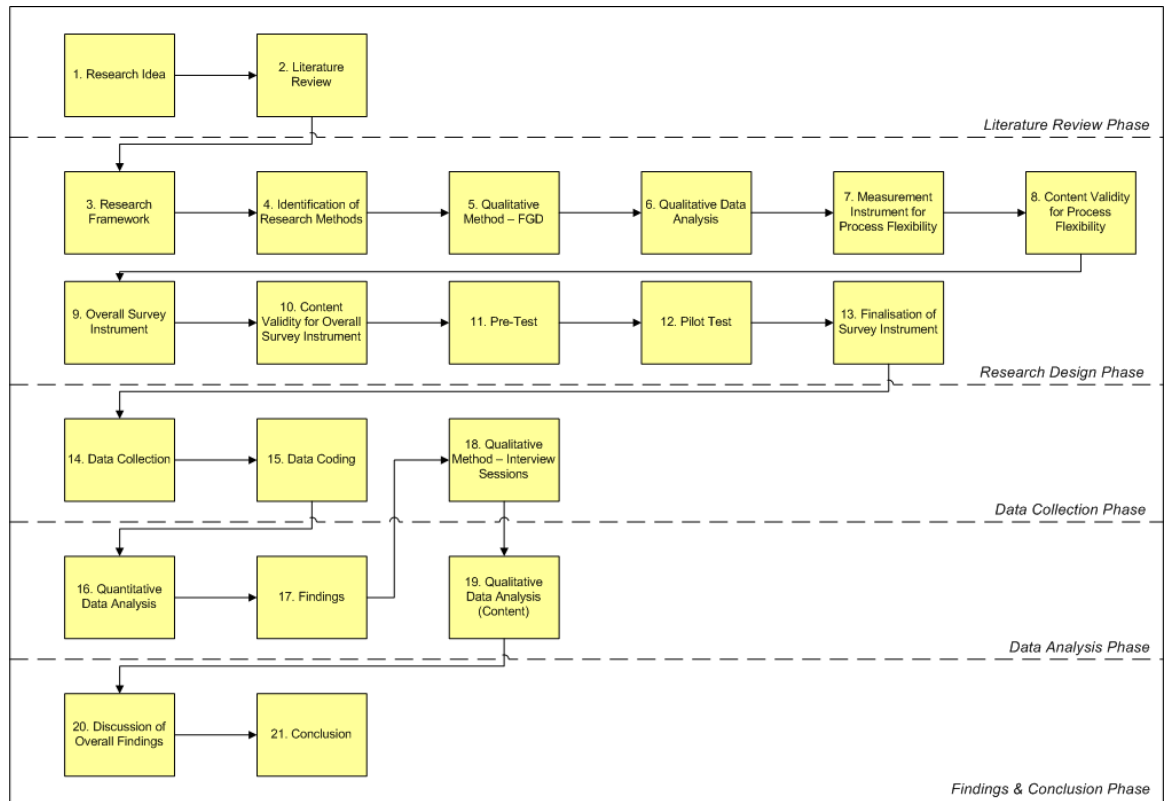 1. Research Idea
2. Literature
Review
Literature Review Phase
3. Research
Framework
4. Identification of
Research Methods
5. Qualitative
Method – FGD
6. Qualitative Data
Analysis
7. Measurement
Instrument for
Process Flexibility
8. Content Validity
for Process
Flexibility
9. Overall Survey
Instrument
10. Content
Validity for Overall
Survey Instrument
11. Pre-Test
12. Pilot Test
13. Finalisation of
Survey Instrument
Research Design Phase
14. Data Collection
15. Data Coding
18. Qualitative
Method – Interview
Sessions
Data Collection Phase
16. Quantitative
Data Analysis
17. Findings
19. Qualitative
Data Analysis
(Content)
Data Analysis Phase
20. Discussion of
Overall Findings
21. Conclusion
Findings & Conclusion Phase